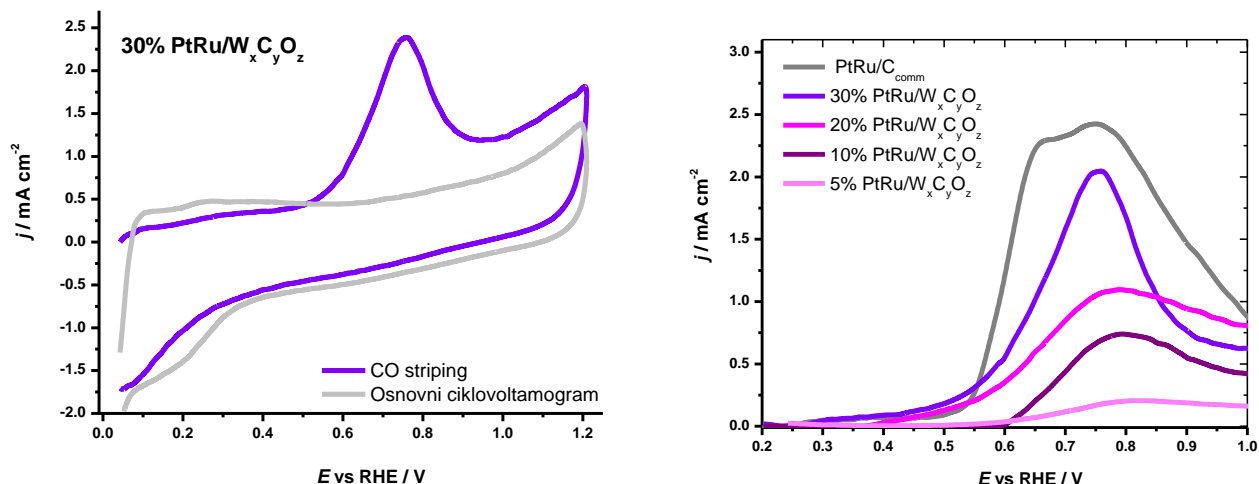 30% PtRu/WxCyOz
2.5
2.0
1.5
1.0
0.5
0.0
-0.5
-1.0
-1.5
-2.0
j / mA cm-2
CO striping
Osnovni ciklovoltamogram
0.0 0.2 0.4 0.6 0.8 1.0 1.2
E vs RHE / V
3.0
2.5
2.0
1.5
1.0
0.5
0.0
j / mA cm-2
PtRu/Ccomm
30% PtRu/WxCyOz
20% PtRu/WxCyOz
10% PtRu/WxCyOz
5% PtRu/WxCyOz
0.2 0.3 0.4 0.5 0.6 0.7 0.8 0.9 1.0
E vs RHE / V